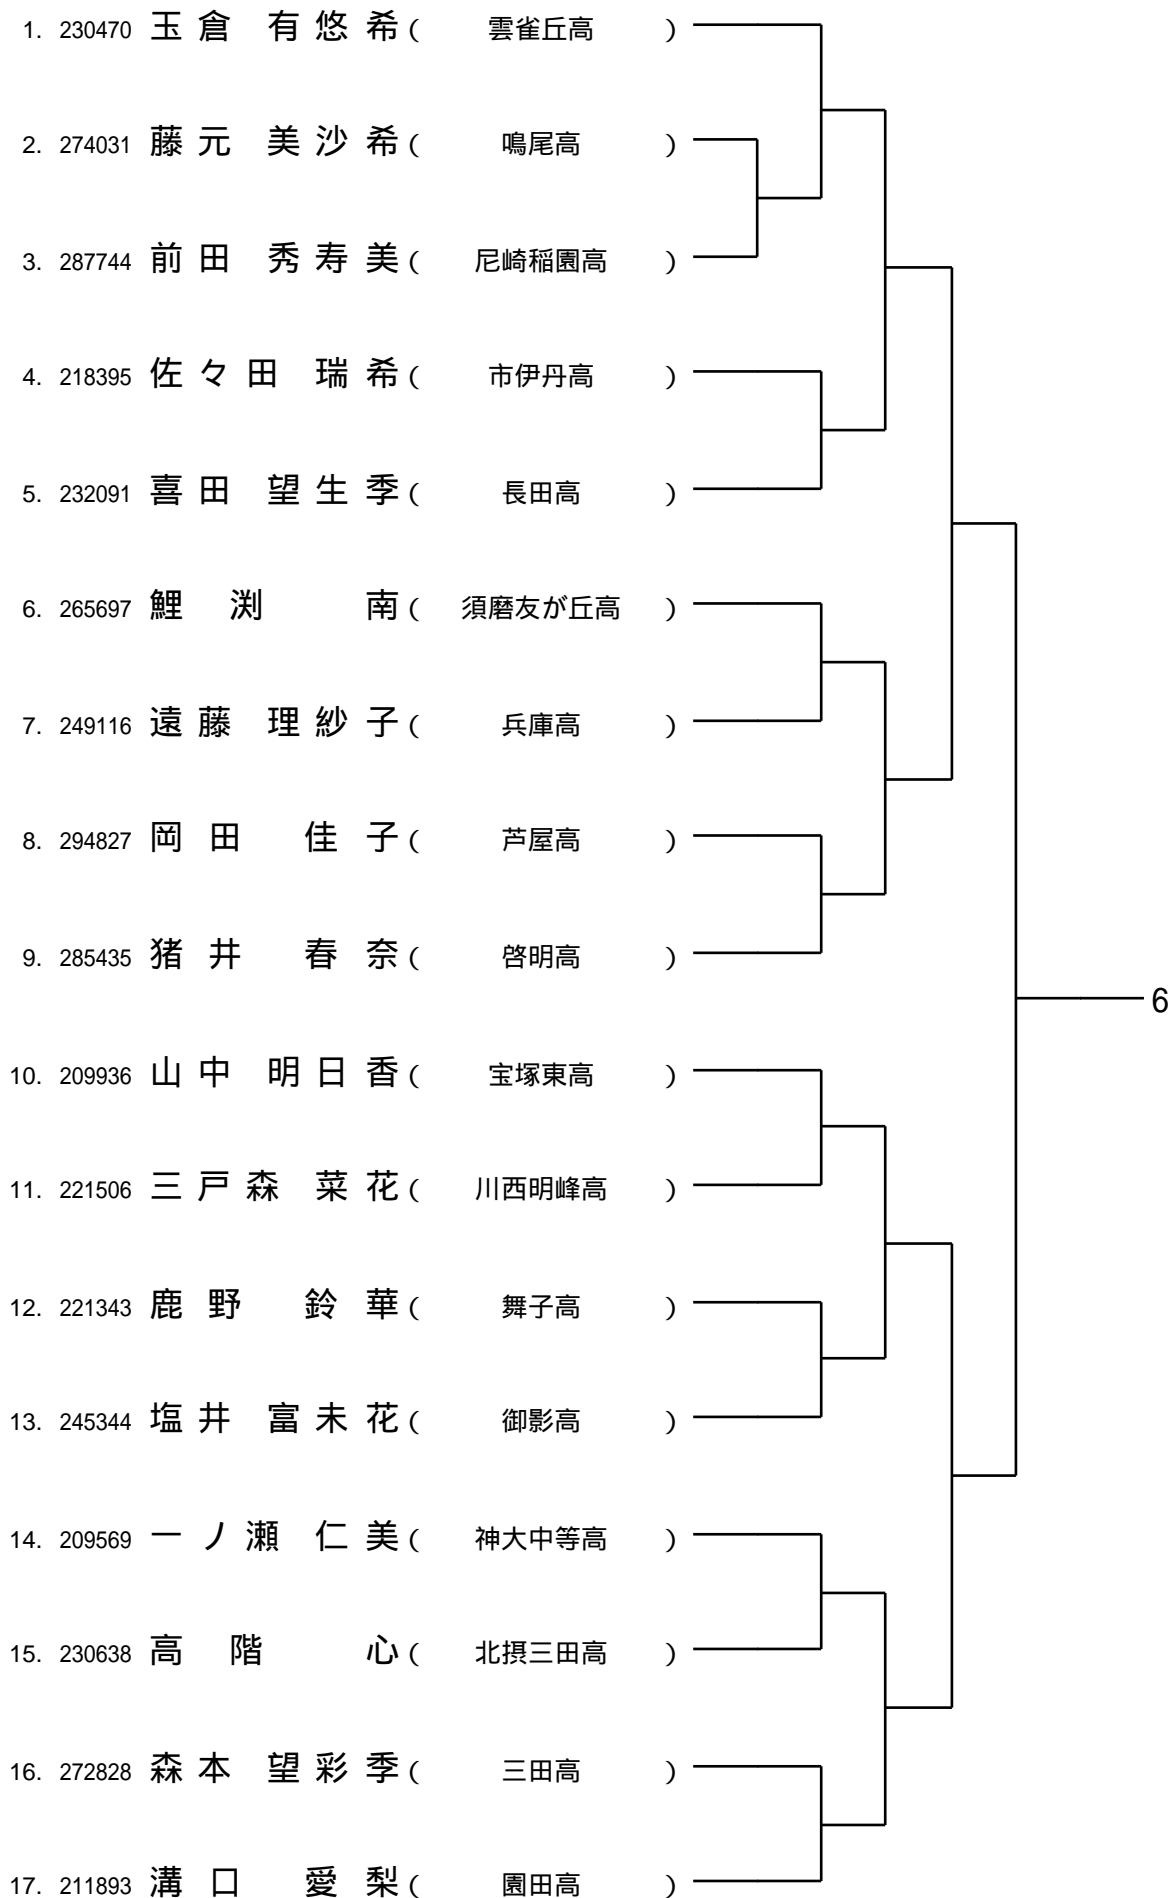 1. 230470 玉倉 有悠希 ( 雲雀丘高 )
2. 274031 藤元 美沙希 ( 鳴尾高 )
3. 287744 前田 秀寿美 ( 尼崎稲園高 )
4. 218395 佐々田 瑞希 ( 市伊丹高 )
5. 232091 喜田 望生季 ( 長田高 )
6. 265697 鯉渕 南 ( 須磨友が丘高 )
7. 249116 遠藤 理紗子 ( 兵庫高 )
8. 294827 岡田 佳子 ( 芦屋高 )
9. 285435 猪井 春奈 ( 啓明高 )
6
10. 209936 山中 明日香 ( 宝塚東高 )
11. 221506 三戸森 菜花 ( 川西明峰高 )
12. 221343 鹿野 鈴華 ( 舞子高 )
13. 245344 塩井 富未花 ( 御影高 )
14. 209569 一ノ瀬 仁美 ( 神大中等高 )
15. 230638 高階 心 ( 北摂三田高 )
16. 272828 森本 望彩季 ( 三田高 )
17. 211893 溝口 愛梨 ( 園田高 )